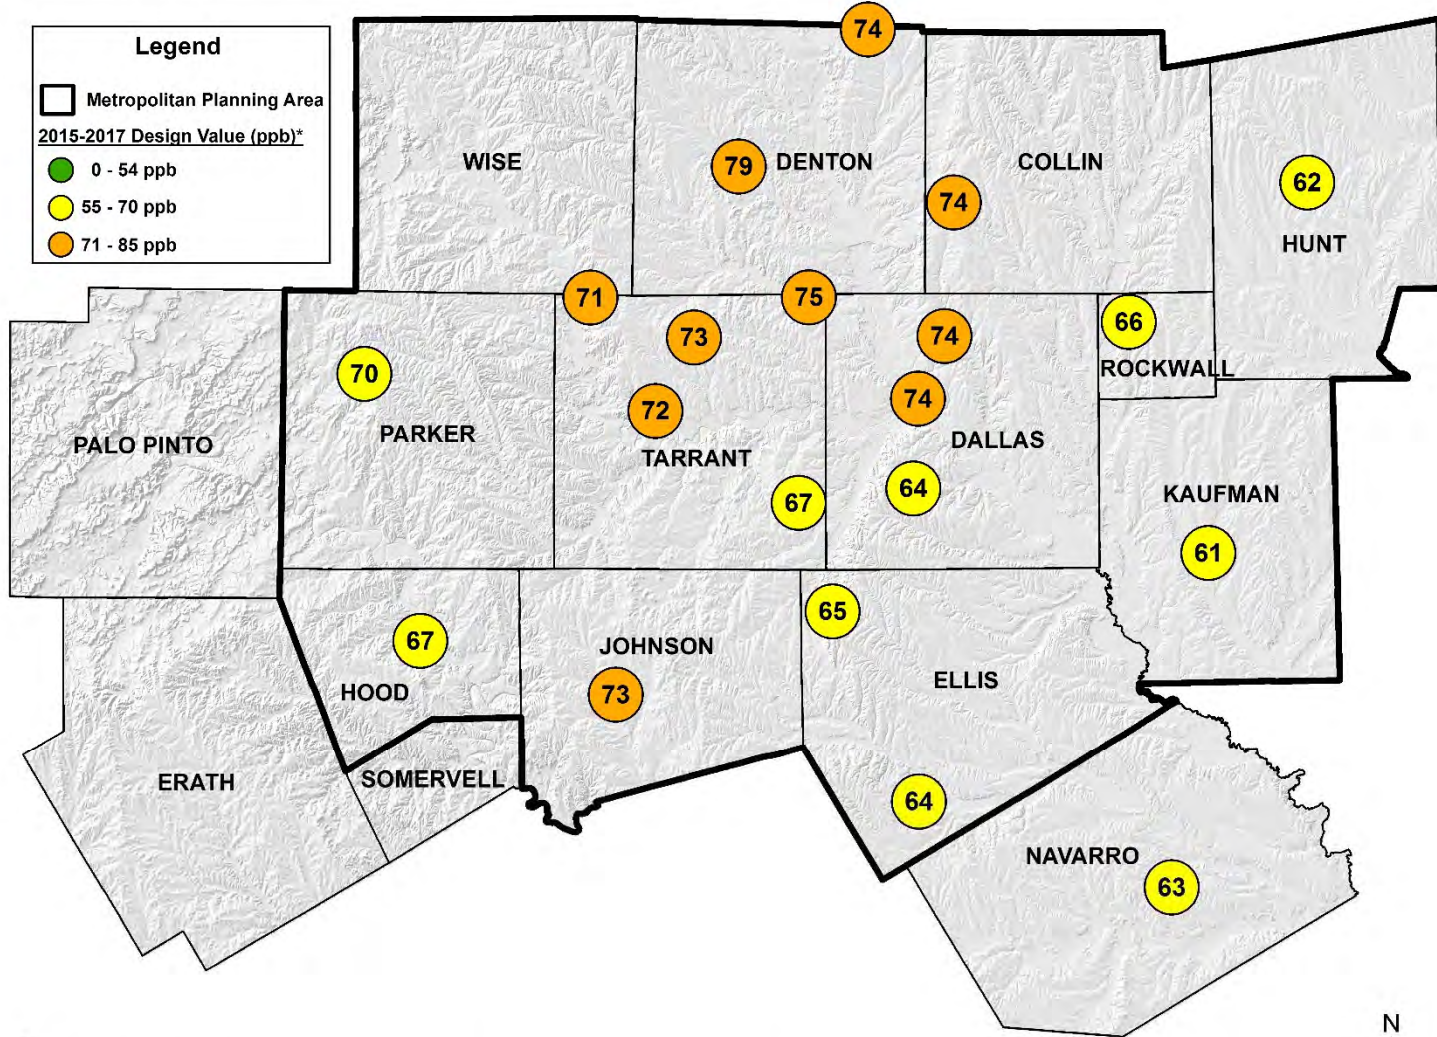 Legend
Metropolitan Planning Area
2015-2017 Design Value (ppb)*
0 - 54 ppb
55 - 70 ppb
71 - 85 ppb
74
WISE
79
DENTON
COLLIN
74
62
HUNT
71
75
73
74
66
ROCKWALL
70
72
74
PARKER
TARRANT
DALLAS
PALO PINTO
67
64
KAUFMAN
61
65
67
JOHNSON
HOOD
73
ELLIS
ERATH
SOMERVELL
64
NAVARRO
63
N